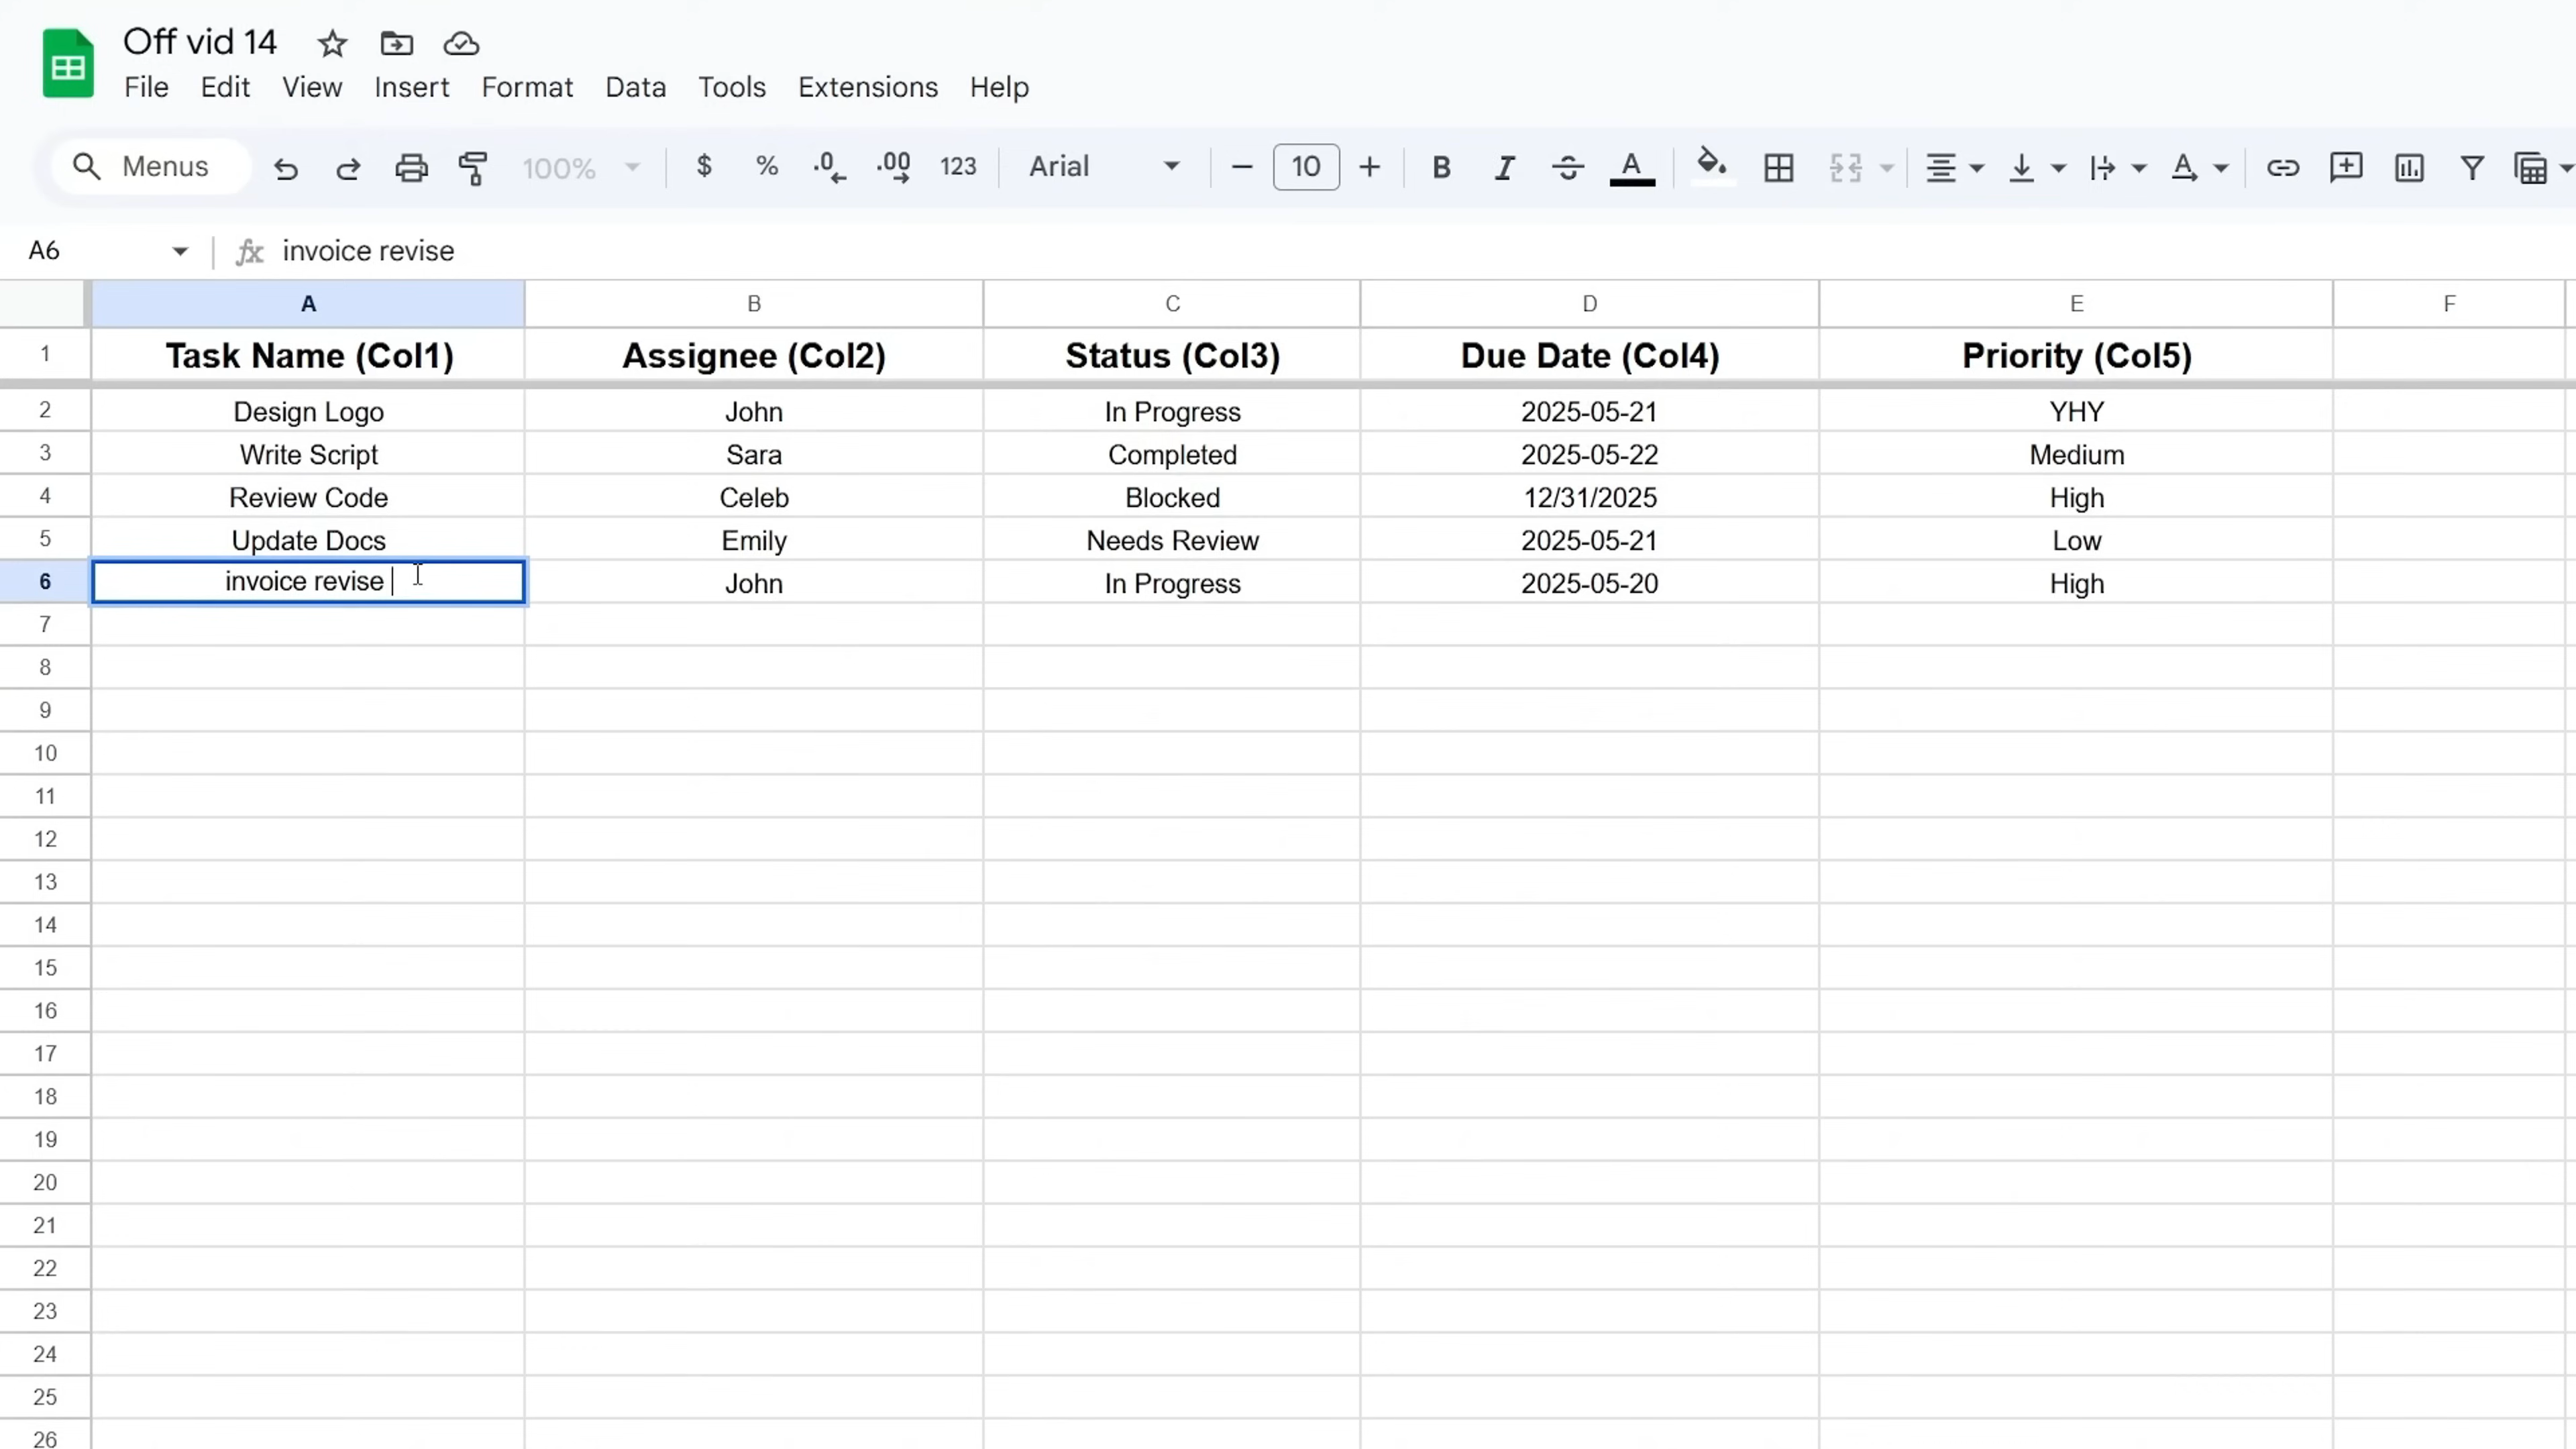 Off vid 14
File Edit View Insert Format Data Tools Extensions Help
Menus 100% $ % .0 .00 123 Arial 10 B I A A
A6 fx invoice revise
A B C D E F
1 Task Name (Col1) Assignee (Col2) Status (Col3) Due Date (Col4) Priority (Col5)
2 Design Logo John In Progress 2025-05-21 YHY
3 Write Script Sara Completed 2025-05-22 Medium
4 Review Code Celeb Blocked 12/31/2025 High
5 Update Docs Emily Needs Review 2025-05-21 Low
6 invoice revise John In Progress 2025-05-20 High
7
8
9
10
11
12
13
14
15
16
17
18
19
20
21
22
23
24
25
26